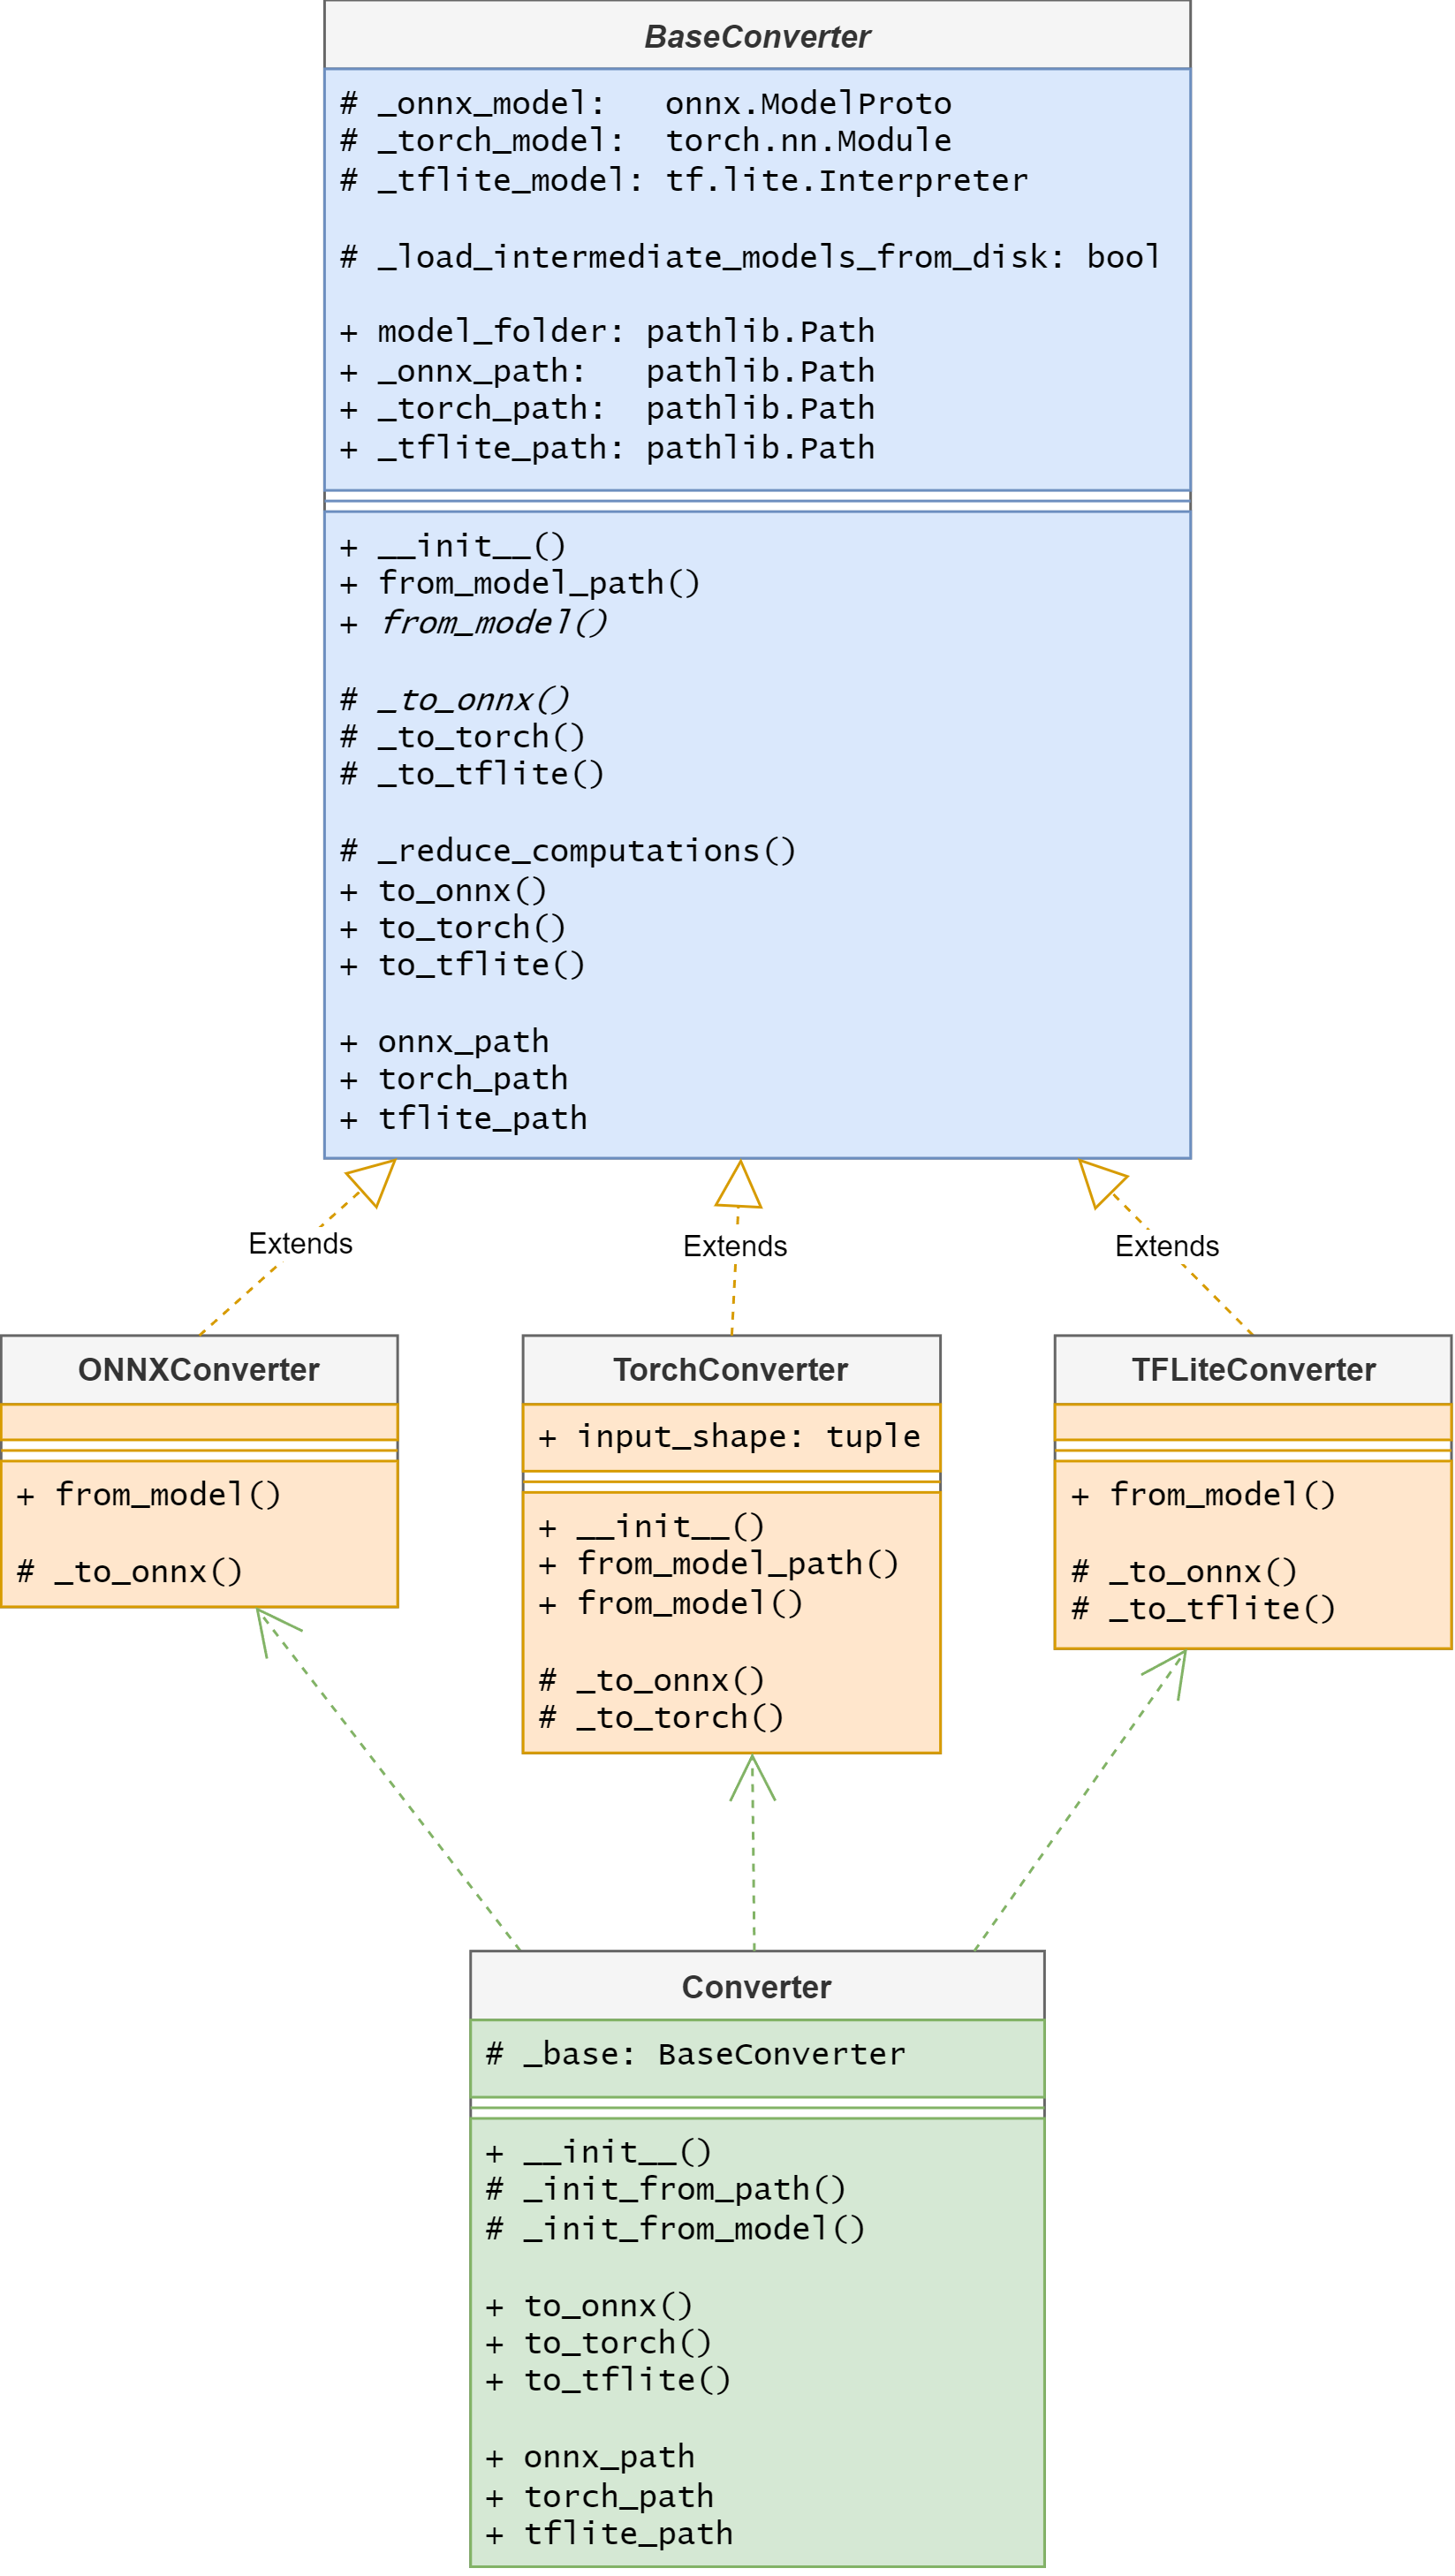 BaseConverter
# _onnx_model:   onnx.ModelProto
# _torch_model:  torch.nn.Module
# _tflite_model: tf.lite.Interpreter
# _load_intermediate_models_from_disk: bool
+ model_folder: pathlib.Path
+ _onnx_path:   pathlib.Path
+ _torch_path:  pathlib.Path
+ _tflite_path: pathlib.Path
+ __init__()
+ from_model_path()
+ from_model()
# _to_onnx()
# _to_torch()
# _to_tflite()
# _reduce_computations()
+ to_onnx()
+ to_torch()
+ to_tflite()
+ onnx_path
+ torch_path
+ tflite_path
Extends
Extends
Extends
ONNXConverter
+ from_model()
# _to_onnx()
TorchConverter
+ input_shape: tuple
+ __init__()
+ from_model_path()
+ from_model()
# _to_onnx()
# _to_torch()
TFLiteConverter
+ from_model()
# _to_onnx()
# _to_tflite()
Converter
# _base: BaseConverter
+ __init__()
# _init_from_path()
# _init_from_model()
+ to_onnx()
+ to_torch()
+ to_tflite()
+ onnx_path
+ torch_path
+ tflite_path